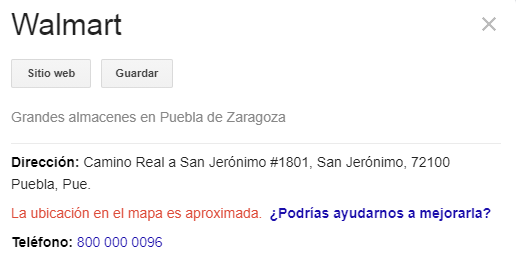 Walmart
Sitio web Guardar
Grandes almacenes en Puebla de Zaragoza
Dirección: Camino Real a San Jerónimo #1801, San Jerónimo, 72100
Puebla, Pue.
La ubicación en el mapa es aproximada. ¿Podrías ayudarnos a mejorarla?
Teléfono: 800 000 0096